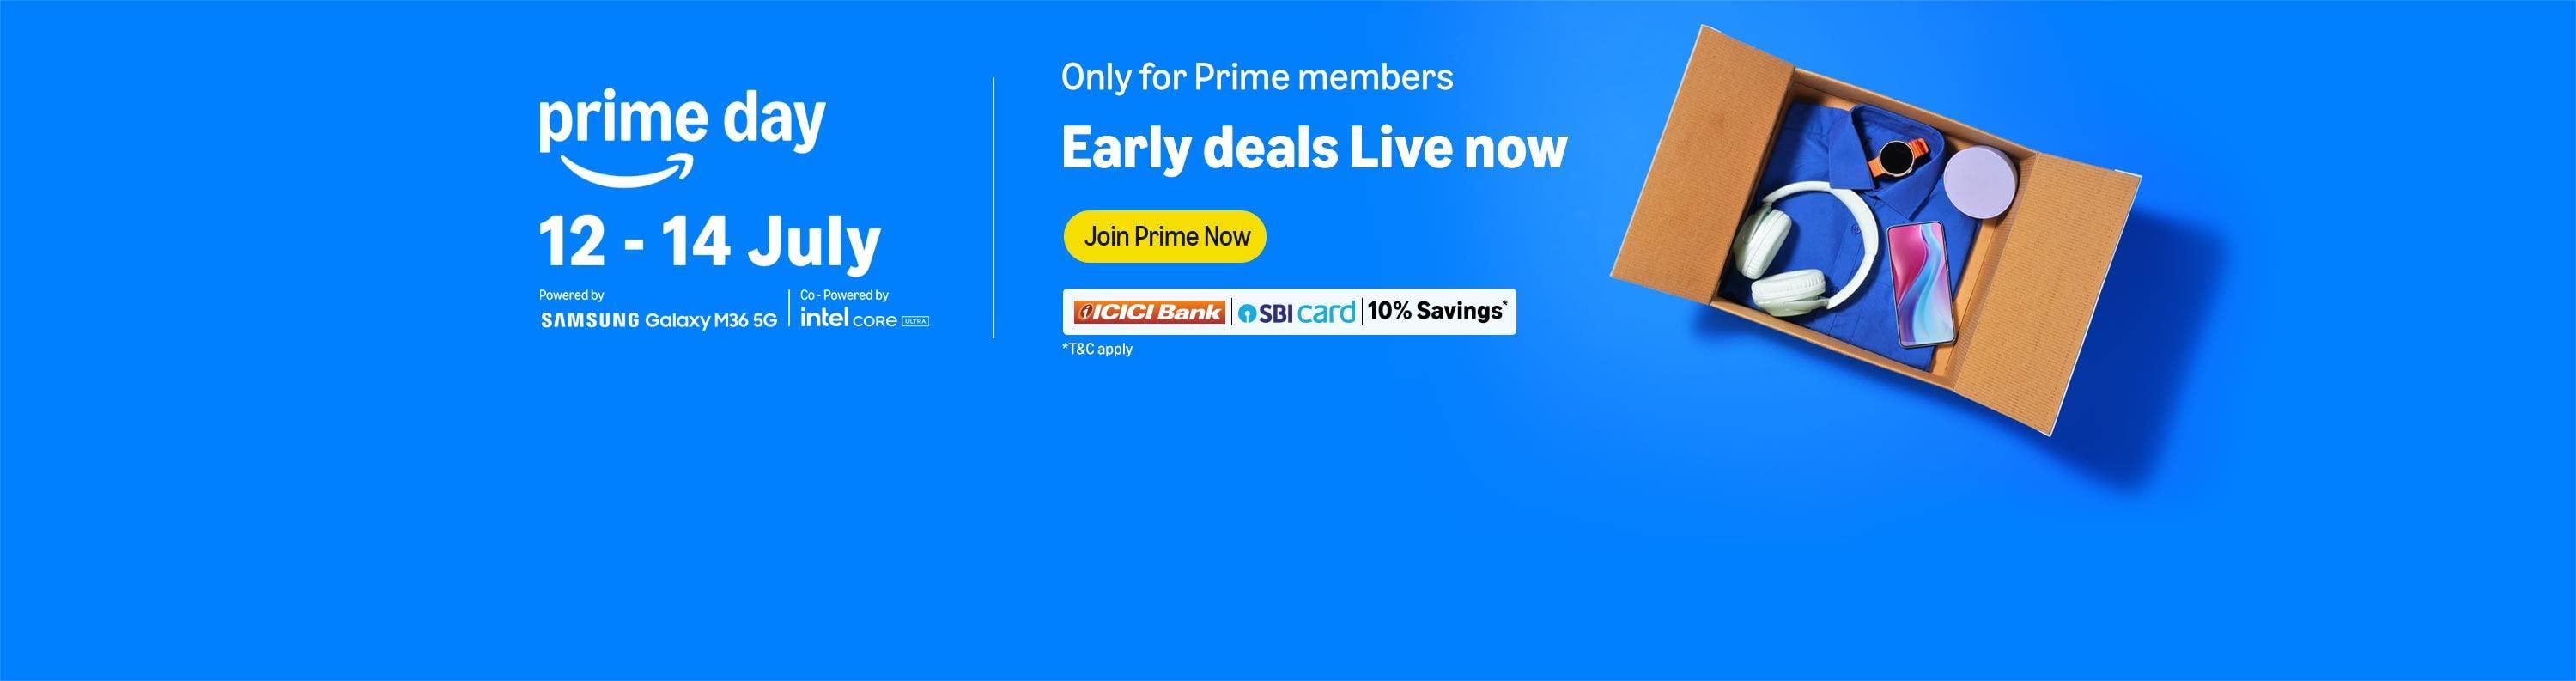 prime day
12 - 14 July
Powered by
SAMSUNG Galaxy M36 5G
Co - Powered by
intel CORE ULTRA
Only for Prime members
Early deals Live now
Join Prime Now
ICICI Bank SBI card 10% Savings*
*T&C apply